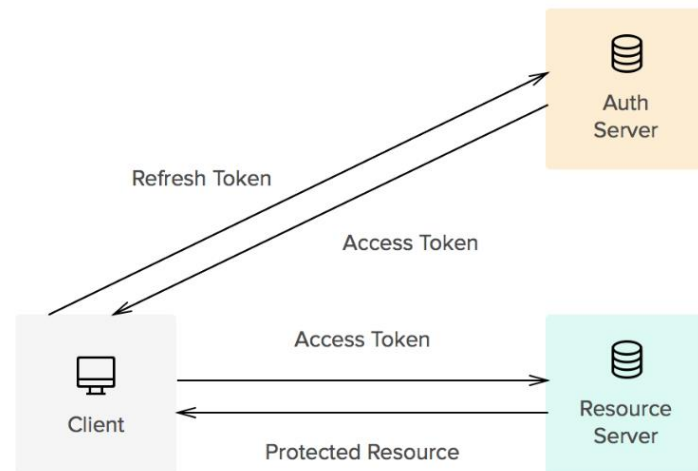 Auth
Server
Refresh Token
Access Token
Access Token
Client
Resource
Server
Protected Resource